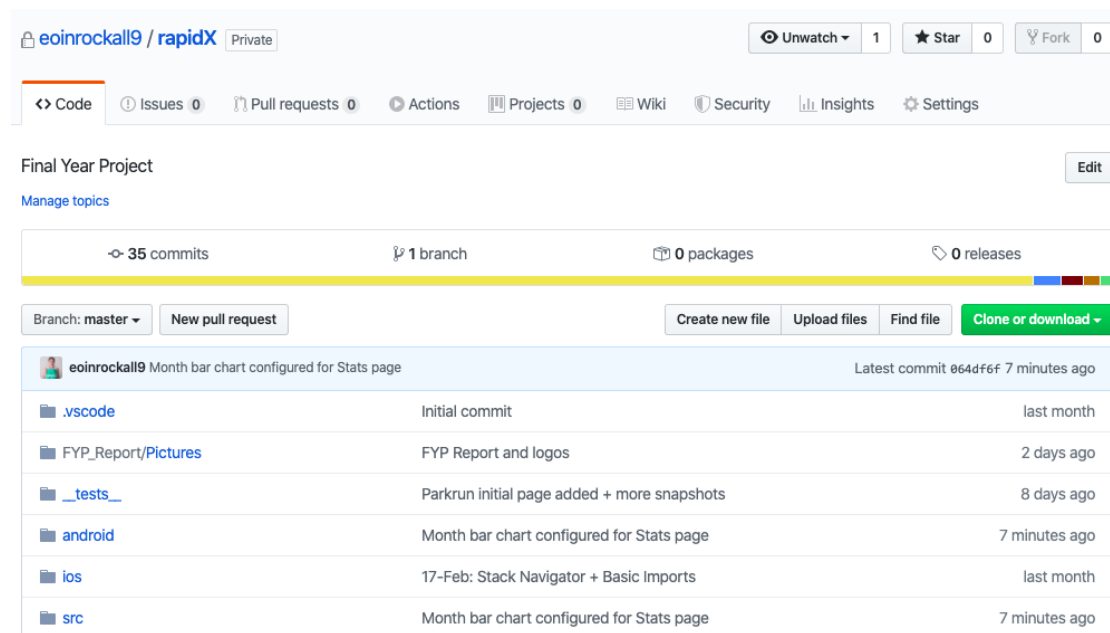 eoinrockall9 / rapidX Private Unwatch 1 Star 0 Fork 0
Code Issues 0 Pull requests 0 Actions Projects 0 Wiki Security Insights Settings
Final Year Project Edit
Manage topics
35 commits 1 branch 0 packages 0 releases
Branch: master New pull request Create new file Upload files Find file Clone or download
eoinrockall9 Month bar chart configured for Stats page Latest commit 064df6f 7 minutes ago
.vscode Initial commit last month
FYP_Report/Pictures FYP Report and logos 2 days ago
__tests__ Parkrun initial page added + more snapshots 8 days ago
android Month bar chart configured for Stats page 7 minutes ago
ios 17-Feb: Stack Navigator + Basic Imports last month
src Month bar chart configured for Stats page 7 minutes ago